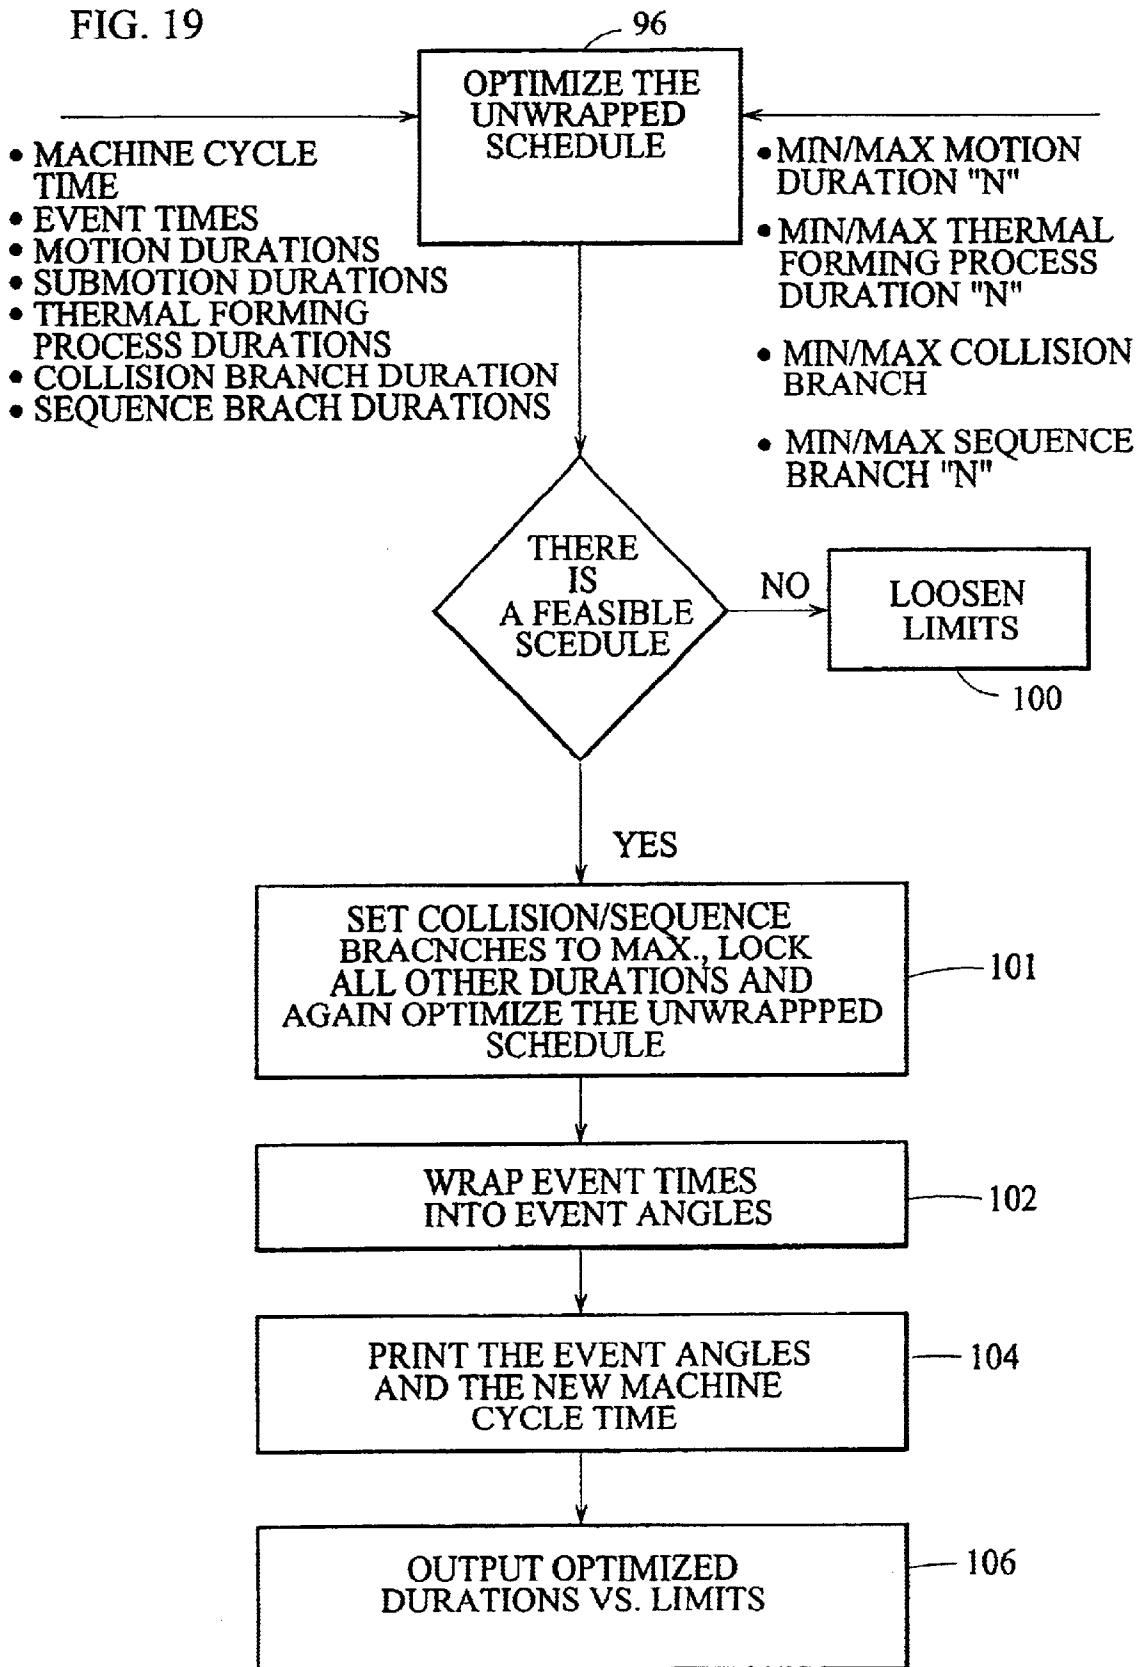 FIG. 19
96
OPTIMIZE THE
UNWRAPPED
SCHEDULE
• MACHINE CYCLE
TIME
• EVENT TIMES
• MOTION DURATIONS
• SUBMOTION DURATIONS
• THERMAL FORMING
PROCESS DURATIONS
• COLLISION BRANCH DURATION
• SEQUENCE BRACH DURATIONS
• MIN/MAX MOTION
DURATION "N"
• MIN/MAX THERMAL
FORMING PROCESS
DURATION "N"
• MIN/MAX COLLISION
BRANCH
• MIN/MAX SEQUENCE
BRANCH "N"
THERE
IS
A FEASIBLE
SCEDULE
NO
LOOSEN
LIMITS
100
YES
SET COLLISION/SEQUENCE
BRACNCHES TO MAX., LOCK
ALL OTHER DURATIONS AND
AGAIN OPTIMIZE THE UNWRAPPPED
SCHEDULE
101
WRAP EVENT TIMES
INTO EVENT ANGLES
102
PRINT THE EVENT ANGLES
AND THE NEW MACHINE
CYCLE TIME
104
OUTPUT OPTIMIZED
DURATIONS VS. LIMITS
106